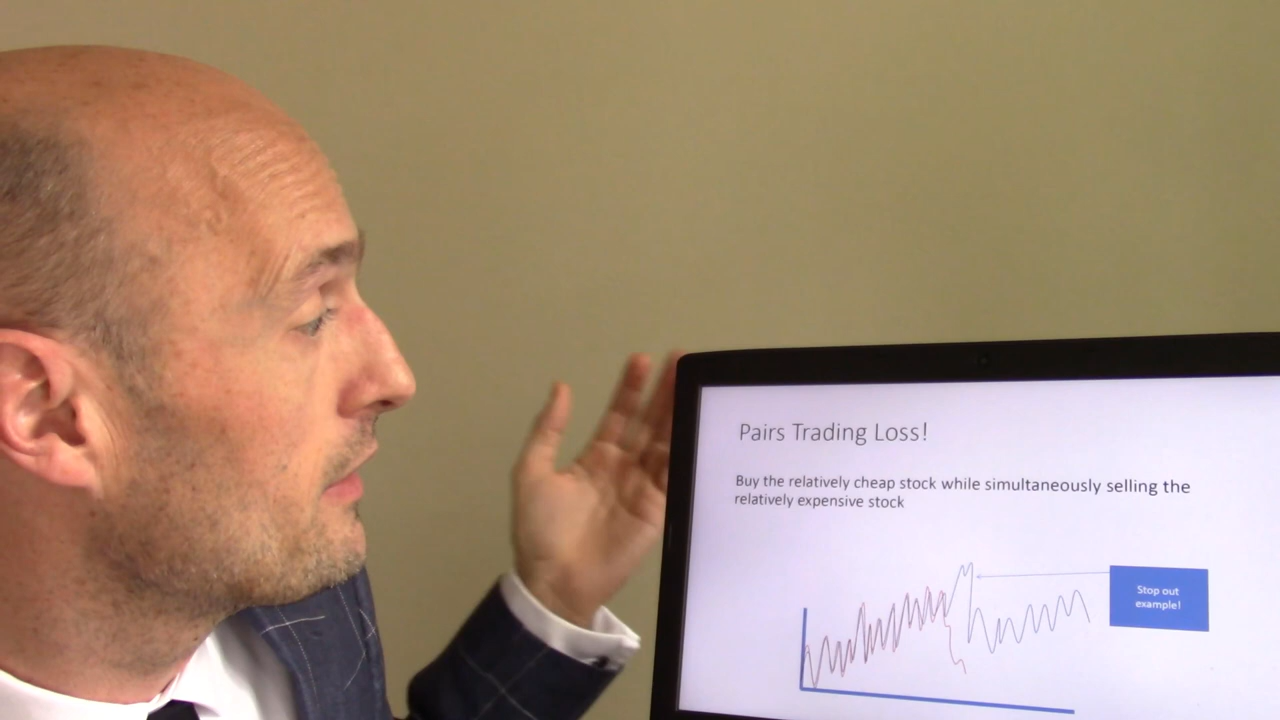 Pairs Trading Loss!
Buy the relatively cheap stock while simultaneously selling the
relatively expensive stock
Stop out
example!